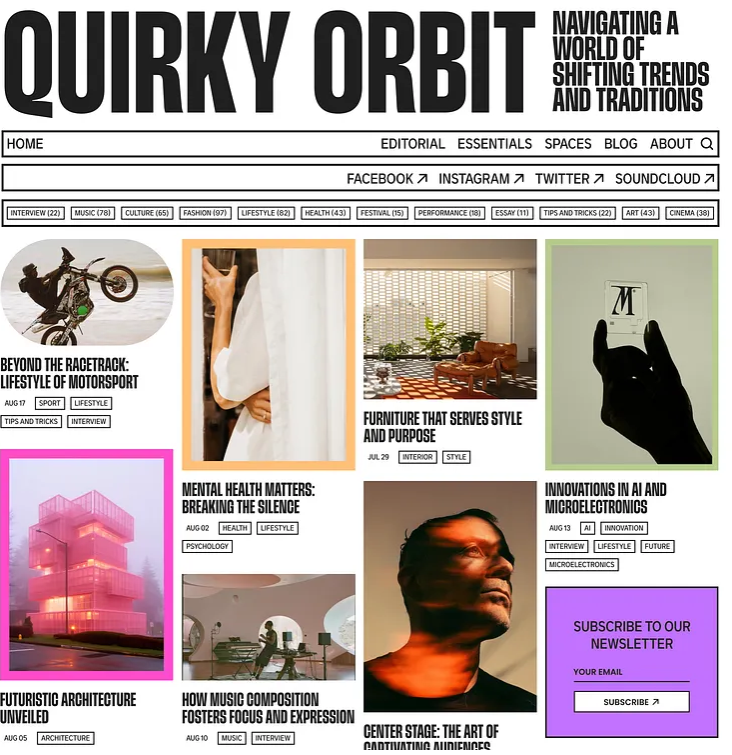 QUIRKY ORBIT
NAVIGATING A
WORLD OF
SHIFTING TRENDS
AND TRADITIONS
HOME EDITORIAL ESSENTIALS SPACES BLOG ABOUT
FACEBOOK INSTAGRAM TWITTER SOUNDCLOUD
INTERVIEW (22) MUSIC (78) CULTURE (65) FASHION (97) LIFESTYLE (82) HEALTH (43) FESTIVAL (15) PERFORMANCE (18) ESSAY (11) TIPS AND TRICKS (22) ART (43) CINEMA (38)
BEYOND THE RACETRACK:
LIFESTYLE OF MOTORSPORT
AUG 17 SPORT LIFESTYLE
TIPS AND TRICKS INTERVIEW
FUTURISTIC ARCHITECTURE
UNVEILED
AUG 05 ARCHITECTURE
MENTAL HEALTH MATTERS:
BREAKING THE SILENCE
AUG 02 HEALTH LIFESTYLE
PSYCHOLOGY
HOW MUSIC COMPOSITION
FOSTERS FOCUS AND EXPRESSION
AUG 10 MUSIC INTERVIEW
FURNITURE THAT SERVES STYLE
AND PURPOSE
JUL 29 INTERIOR STYLE
CENTER STAGE: THE ART OF
CAPTIVATING AUDIENCES
M
INNOVATIONS IN AI AND
MICROELECTRONICS
AUG 13 AI INNOVATION
INTERVIEW LIFESTYLE FUTURE
MICROELECTRONICS
SUBSCRIBE TO OUR
NEWSLETTER
YOUR EMAIL
SUBSCRIBE